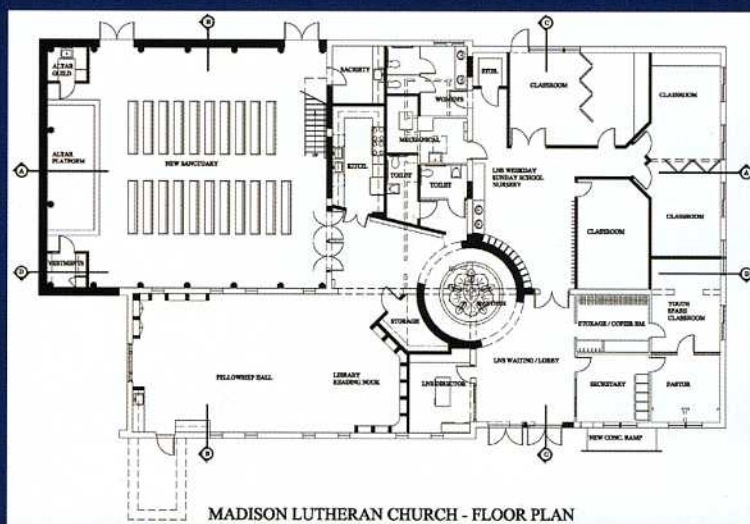 B
C
ALTAR
GUILD
SACRISTY
WOMENS
STOR.
CLASSROOM
CLASSROOM
MECHANICAL
ALTAR
PLATFORM
NEW SANCTUARY
KITCH.
TOILET
TOILET
LNS WEEKDAY
SUNDAY SCHOOL
NURSERY
A
A
CLASSROOM
CLASSROOM
VESTMENTS
D
D
STORAGE
STORAGE / COPIER RM.
YOUTH
SPARE
CLASSROOM
FELLOWSHIP HALL
LIBRARY
READING NOOK
LNS DIRECTOR
LNS WAITING / LOBBY
SECRETARY
PASTOR
NEW CONC. RAMP
B
C
MADISON LUTHERAN CHURCH - FLOOR PLAN